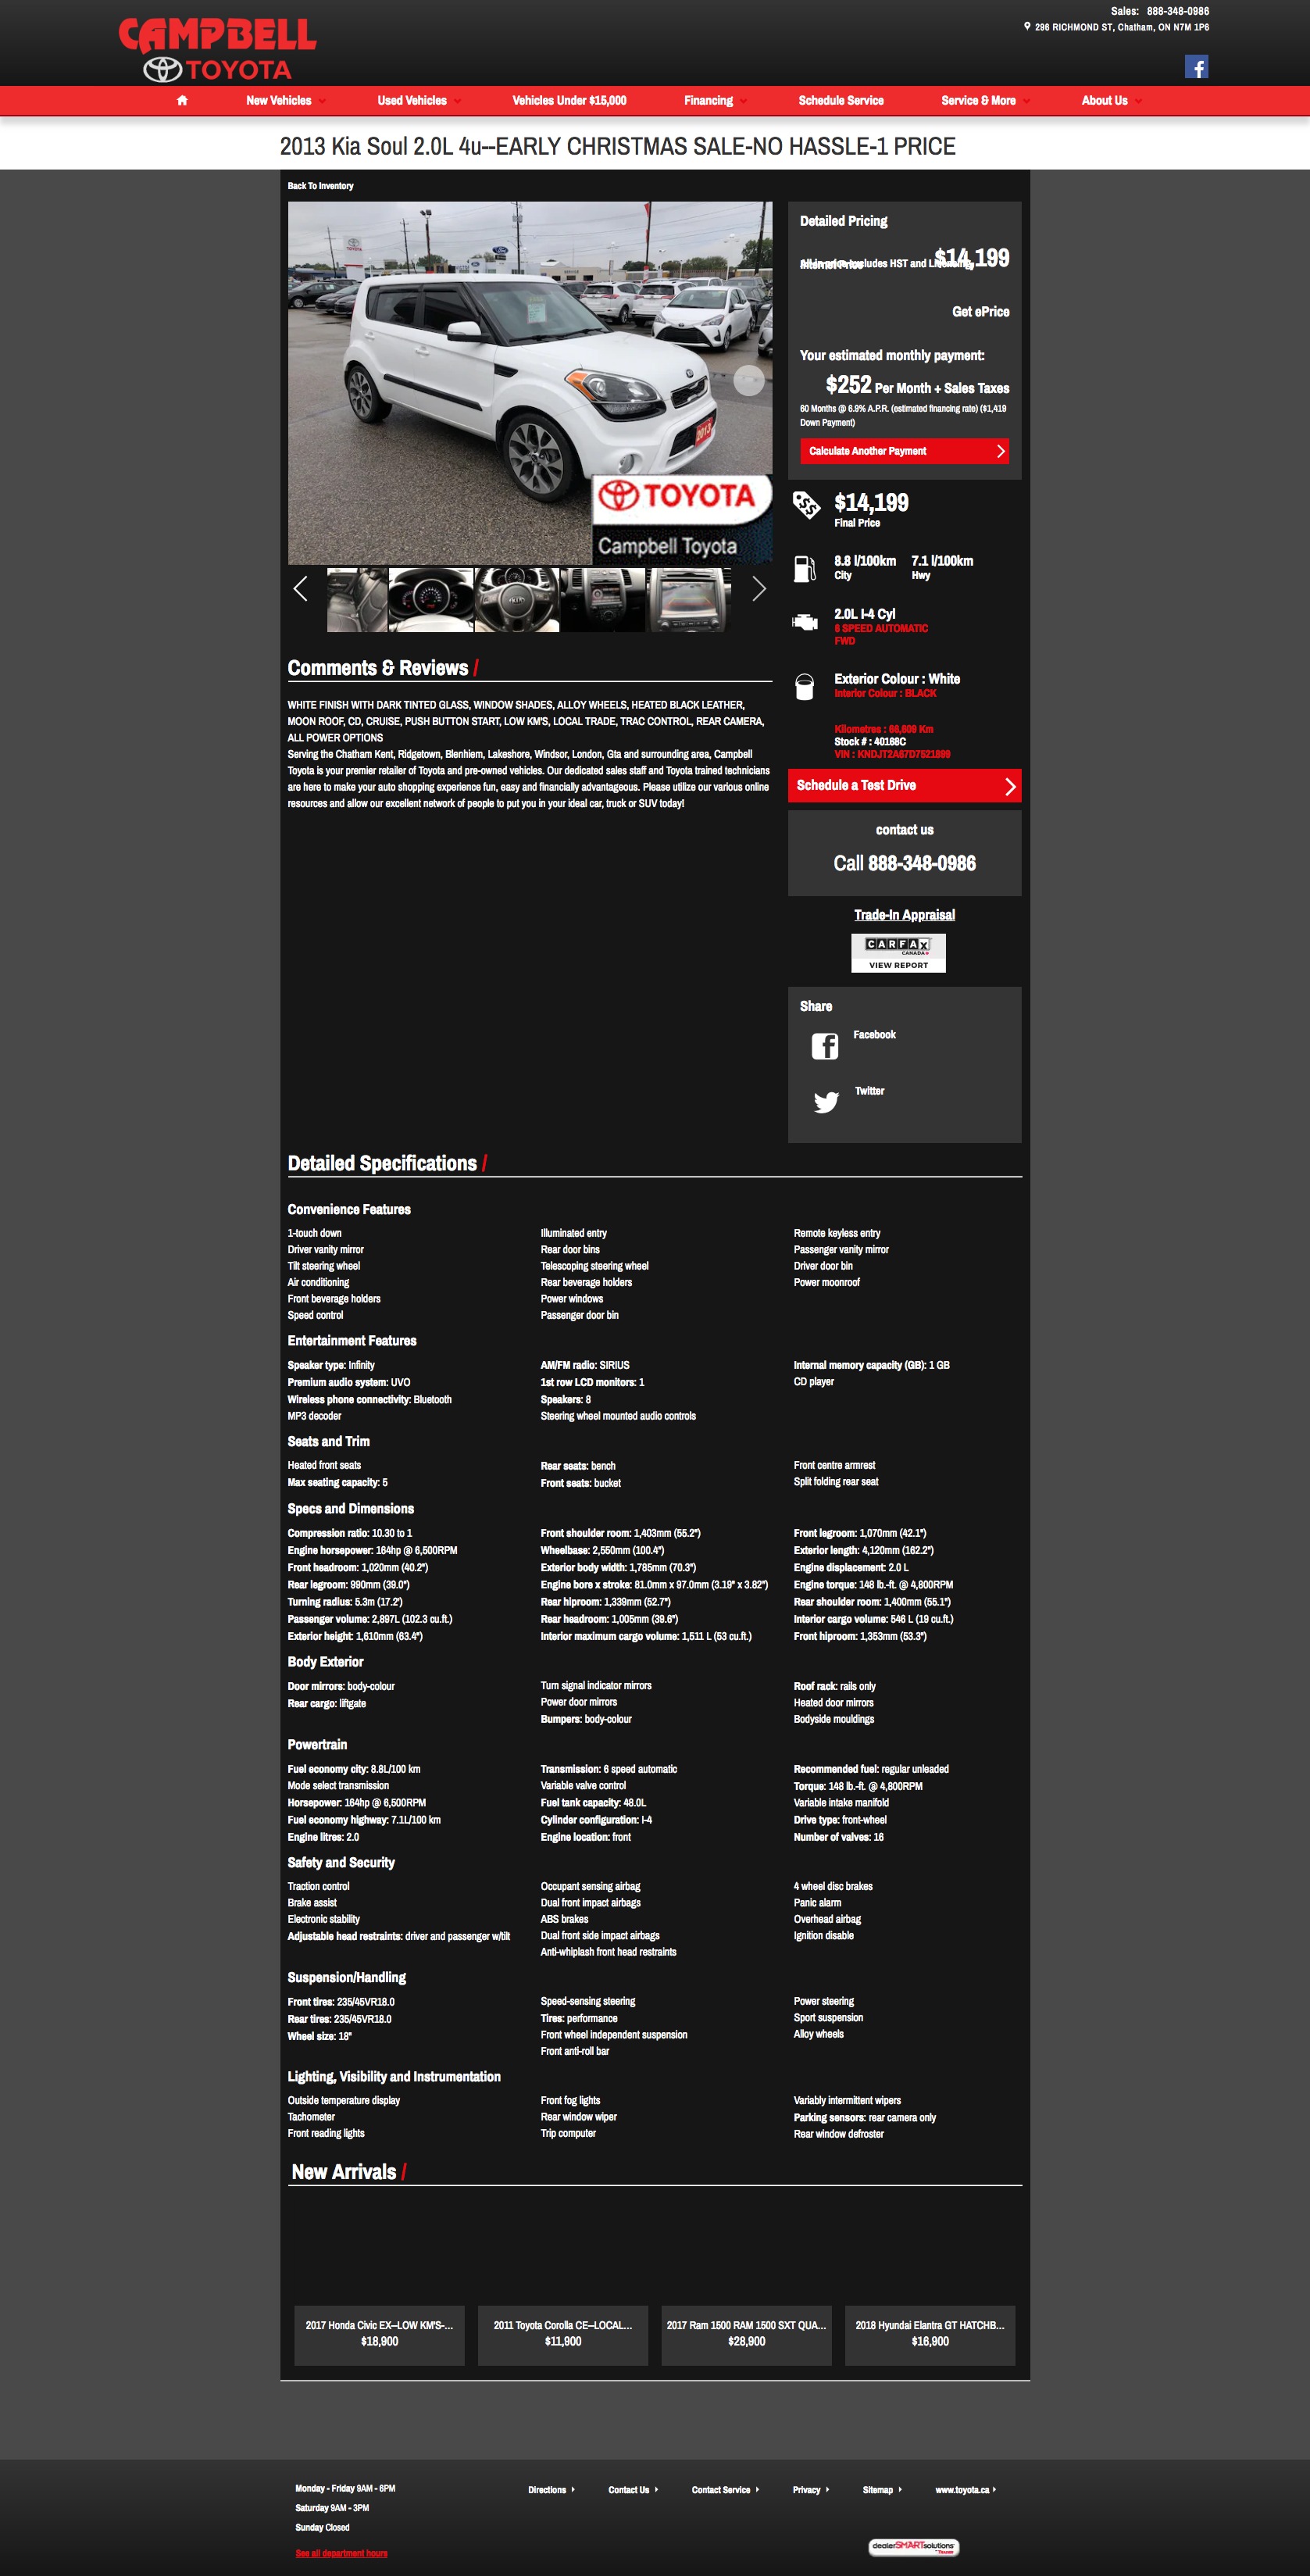 CAMPBELL
TOYOTA
Sales: 888-348-0986
296 RICHMOND ST, Chatham, ON N7M 1P6
New Vehicles
Used Vehicles
Vehicles Under $15,000
Financing
Schedule Service
Service & More
About Us
2013 Kia Soul 2.0L 4u--EARLY CHRISTMAS SALE-NO HASSLE-1 PRICE
Back To Inventory
TOYOTA
2013
TOYOTA
Campbell Toyota
Detailed Pricing
$14,199
HST and
Get ePrice
Your estimated monthly payment:
$252 Per Month + Sales Taxes
60 Months @ 6.9% A.P.R. (estimated financing rate) ($1,419
Down Payment)
Calculate Another Payment
$14,199
Final Price
8.8 l/100km 7.1 l/100km
City Hwy
2.0L I-4 Cyl
6 SPEED AUTOMATIC
FWD
Exterior Colour : White
Interior Colour : BLACK
Kilometres : 66,609 Km
Stock # : 40168C
VIN : KNDJT2A67D7521899
Schedule a Test Drive
contact us
Call 888-348-0986
Trade-In Appraisal
CARFAX
CANADA
VIEW REPORT
Share
Facebook
Twitter
Comments & Reviews /
WHITE FINISH WITH DARK TINTED GLASS, WINDOW SHADES, ALLOY WHEELS, HEATED BLACK LEATHER,
MOON ROOF, CD, CRUISE, PUSH BUTTON START, LOW KM'S, LOCAL TRADE, TRAC CONTROL, REAR CAMERA,
ALL POWER OPTIONS
Serving the Chatham Kent, Ridgetown, Blenhiem, Lakeshore, Windsor, London, Gta and surrounding area, Campbell
Toyota is your premier retailer of Toyota and pre-owned vehicles. Our dedicated sales staff and Toyota trained technicians
are here to make your auto shopping experience fun, easy and financially advantageous. Please utilize our various online
resources and allow our excellent network of people to put you in your ideal car, truck or SUV today!
Detailed Specifications /
Convenience Features
1-touch down
Driver vanity mirror
Tilt steering wheel
Air conditioning
Front beverage holders
Speed control
Illuminated entry
Rear door bins
Telescoping steering wheel
Rear beverage holders
Power windows
Passenger door bin
Remote keyless entry
Passenger vanity mirror
Driver door bin
Power moonroof
Entertainment Features
Speaker type: Infinity
Premium audio system: UVO
Wireless phone connectivity: Bluetooth
MP3 decoder
AM/FM radio: SIRIUS
1st row LCD monitors: 1
Speakers: 8
Steering wheel mounted audio controls
Internal memory capacity (GB): 1 GB
CD player
Seats and Trim
Heated front seats
Max seating capacity: 5
Rear seats: bench
Front seats: bucket
Front centre armrest
Split folding rear seat
Specs and Dimensions
Compression ratio: 10.30 to 1
Engine horsepower: 164hp @ 6,500RPM
Front headroom: 1,020mm (40.2")
Rear legroom: 990mm (39.0")
Turning radius: 5.3m (17.2')
Passenger volume: 2,897L (102.3 cu.ft.)
Exterior height: 1,610mm (63.4")
Front shoulder room: 1,403mm (55.2")
Wheelbase: 2,550mm (100.4")
Exterior body width: 1,785mm (70.3")
Engine bore x stroke: 81.0mm x 97.0mm (3.19" x 3.82")
Rear hiproom: 1,339mm (52.7")
Rear headroom: 1,005mm (39.6")
Interior maximum cargo volume: 1,511 L (53 cu.ft.)
Front legroom: 1,070mm (42.1")
Exterior length: 4,120mm (162.2")
Engine displacement: 2.0 L
Engine torque: 148 lb.-ft. @ 4,800RPM
Rear shoulder room: 1,400mm (55.1")
Interior cargo volume: 546 L (19 cu.ft.)
Front hiproom: 1,353mm (53.3")
Body Exterior
Door mirrors: body-colour
Rear cargo: liftgate
Turn signal indicator mirrors
Power door mirrors
Bumpers: body-colour
Roof rack: rails only
Heated door mirrors
Bodyside mouldings
Powertrain
Fuel economy city: 8.8L/100 km
Mode select transmission
Horsepower: 164hp @ 6,500RPM
Fuel economy highway: 7.1L/100 km
Engine litres: 2.0
Transmission: 6 speed automatic
Variable valve control
Fuel tank capacity: 48.0L
Cylinder configuration: I-4
Engine location: front
Recommended fuel: regular unleaded
Torque: 148 lb.-ft. @ 4,800RPM
Variable intake manifold
Drive type: front-wheel
Number of valves: 16
Safety and Security
Traction control
Brake assist
Electronic stability
Adjustable head restraints: driver and passenger w/tilt
Occupant sensing airbag
Dual front impact airbags
ABS brakes
Dual front side impact airbags
Anti-whiplash front head restraints
4 wheel disc brakes
Panic alarm
Overhead airbag
Ignition disable
Suspension/Handling
Front tires: 235/45VR18.0
Rear tires: 235/45VR18.0
Wheel size: 18"
Speed-sensing steering
Tires: performance
Front wheel independent suspension
Front anti-roll bar
Power steering
Sport suspension
Alloy wheels
Lighting, Visibility and Instrumentation
Outside temperature display
Tachometer
Front reading lights
Front fog lights
Rear window wiper
Trip computer
Variably intermittent wipers
Parking sensors: rear camera only
Rear window defroster
New Arrivals /
2017 Honda Civic EX--LOW KM'S-...
$18,900
2011 Toyota Corolla CE--LOCAL...
$11,900
2017 Ram 1500 RAM 1500 SXT QUA...
$28,900
2018 Hyundai Elantra GT HATCHB...
$16,900
Monday - Friday 9AM - 6PM
Saturday 9AM - 3PM
Sunday Closed
See all department hours
Directions
Contact Us
Contact Service
Privacy
Sitemap
www.toyota.ca
dealerSMARTsolutions